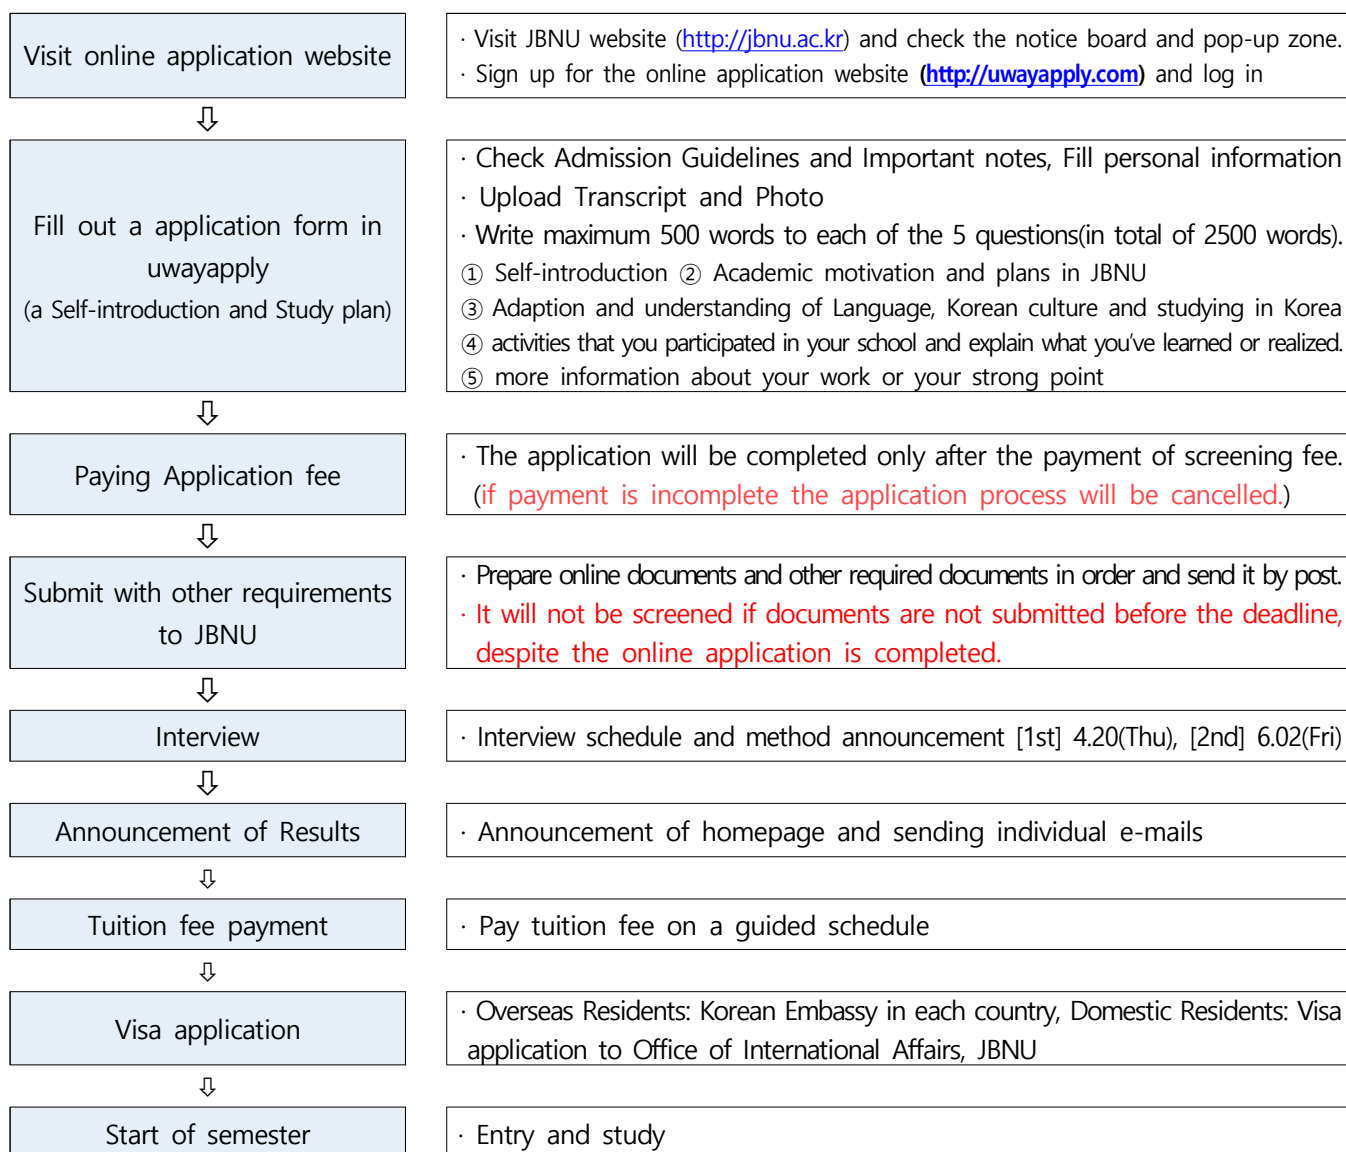 Visit online application website
· Visit JBNU website (http://jbnu.ac.kr) and check the notice board and pop-up zone.
· Sign up for the online application website (http://uwayapply.com) and log in
⇩
Fill out a application form in
uwayapply
(a Self-introduction and Study plan)
· Check Admission Guidelines and Important notes, Fill personal information
· Upload Transcript and Photo
· Write maximum 500 words to each of the 5 questions(in total of 2500 words).
① Self-introduction ② Academic motivation and plans in JBNU
③ Adaption and understanding of Language, Korean culture and studying in Korea
④ activities that you participated in your school and explain what you've learned or realized.
⑤ more information about your work or your strong point
⇩
Paying Application fee
· The application will be completed only after the payment of screening fee.
(if payment is incomplete the application process will be cancelled.)
⇩
Submit with other requirements
to JBNU
· Prepare online documents and other required documents in order and send it by post.
· It will not be screened if documents are not submitted before the deadline,
despite the online application is completed.
⇩
Interview
· Interview schedule and method announcement [1st] 4.20(Thu), [2nd] 6.02(Fri)
⇩
Announcement of Results
· Announcement of homepage and sending individual e-mails
⇩
Tuition fee payment
· Pay tuition fee on a guided schedule
⇩
Visa application
· Overseas Residents: Korean Embassy in each country, Domestic Residents: Visa
application to Office of International Affairs, JBNU
⇩
Start of semester
· Entry and study